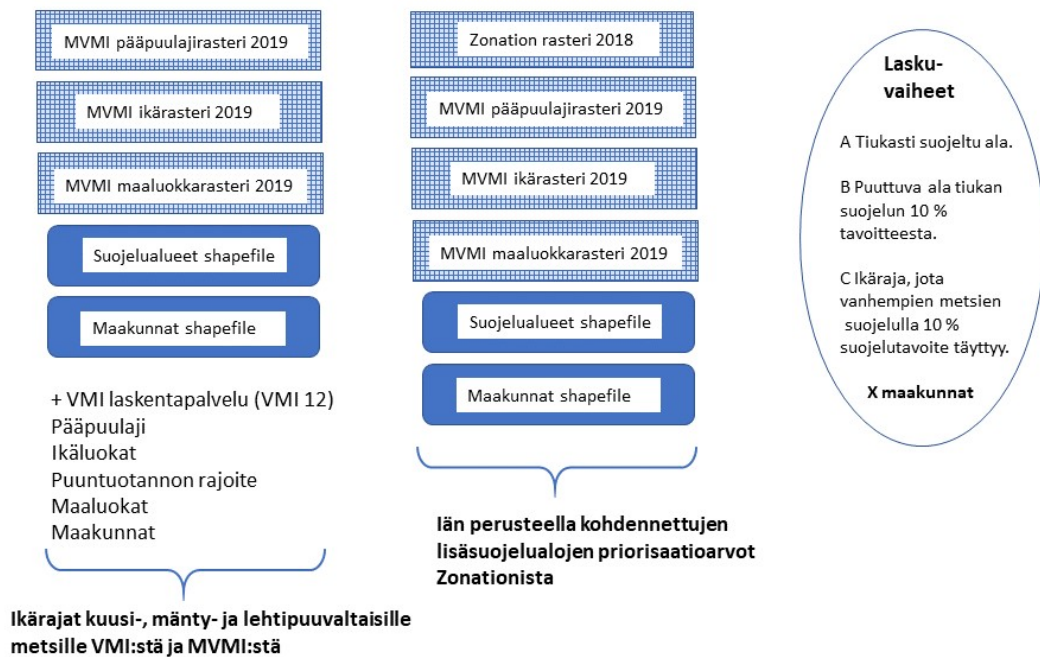 MVMI pääpuulajirasteri 2019
MVMI ikärasteri 2019
MVMI maaluokkarasteri 2019
Suojelualueet shapefile
Maakunnat shapefile
+ VMI laskentapalvelu (VMI 12)
Pääpuulaji
Ikäluokat
Puuntuotannon rajoite
Maaluokat
Maakunnat
Ikärajat kuusi-, mänty- ja lehtipuuvaltaisille
metsille VMI:stä ja MVMI:stä
Zonation rasteri 2018
MVMI pääpuulajirasteri 2019
MVMI ikärasteri 2019
MVMI maaluokkarasteri 2019
Suojelualueet shapefile
Maakunnat shapefile
Iän perusteella kohdennettujen
lisäsuojelualojen priorisaatioarvot
Zonationista
Lasku-
vaiheet
A Tiukasti suojeltu ala.
B Puuttuva ala tiukan
suojelun 10 %
tavoitteesta.
C Ikäraja, jota
vanhempien metsien
suojelulla 10 %
suojelutavoite täyttyy.
X maakunnat